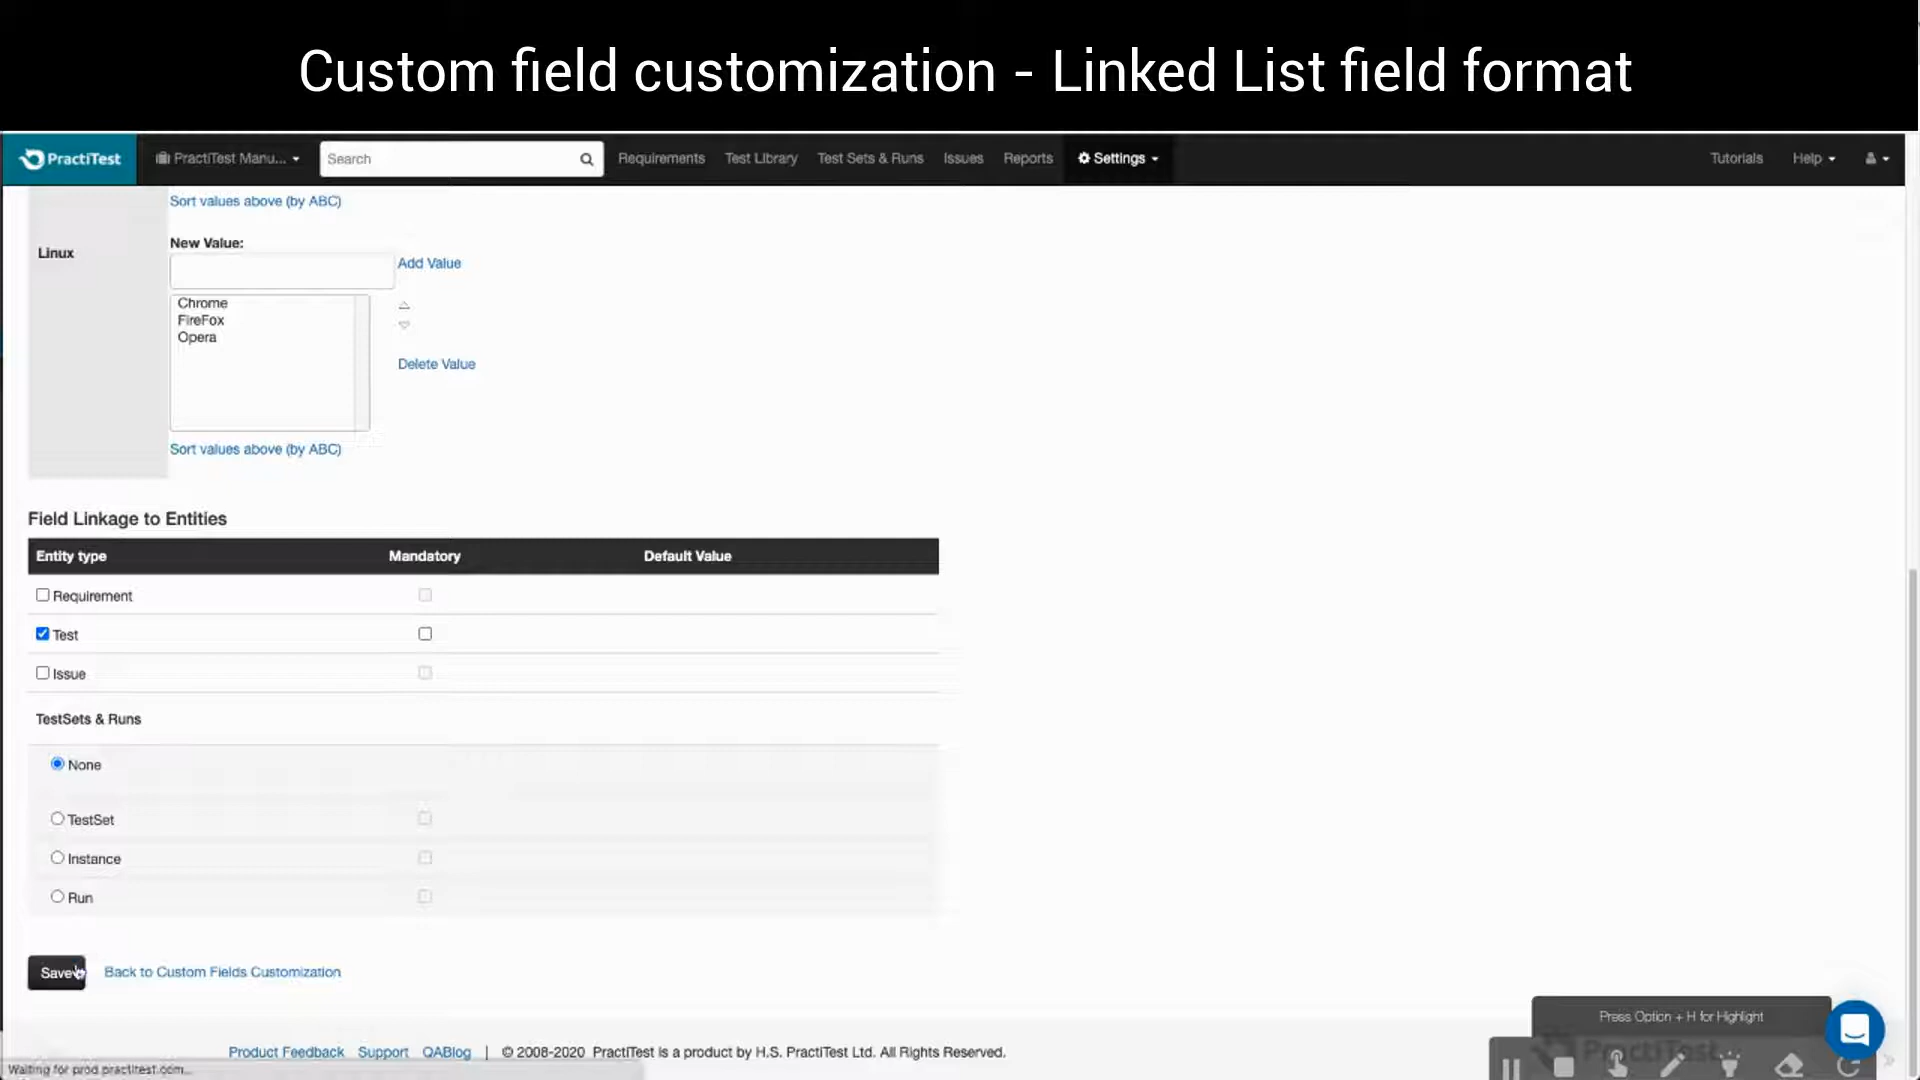 Custom field customization - Linked List field format
PractiTest
PractiTest Manu...
Search
Requirements
Test Library
Test Sets & Runs
Issues
Reports
Settings
Tutorials
Help
Sort values above (by ABC)
Linux
New Value:
Add Value
Chrome
FireFox
Opera
Delete Value
Sort values above (by ABC)
Field Linkage to Entities
Entity type Mandatory Default Value
Requirement
Test
Issue
TestSets & Runs
None
TestSet
Instance
Run
Save
Back to Custom Fields Customization
Press Option + H for Highlight
PractiTest
Product Feedback Support QABlog | © 2008-2020 PractiTest is a product by H.S. PractiTest Ltd. All Rights Reserved.
Waiting for prod.practitest.com...